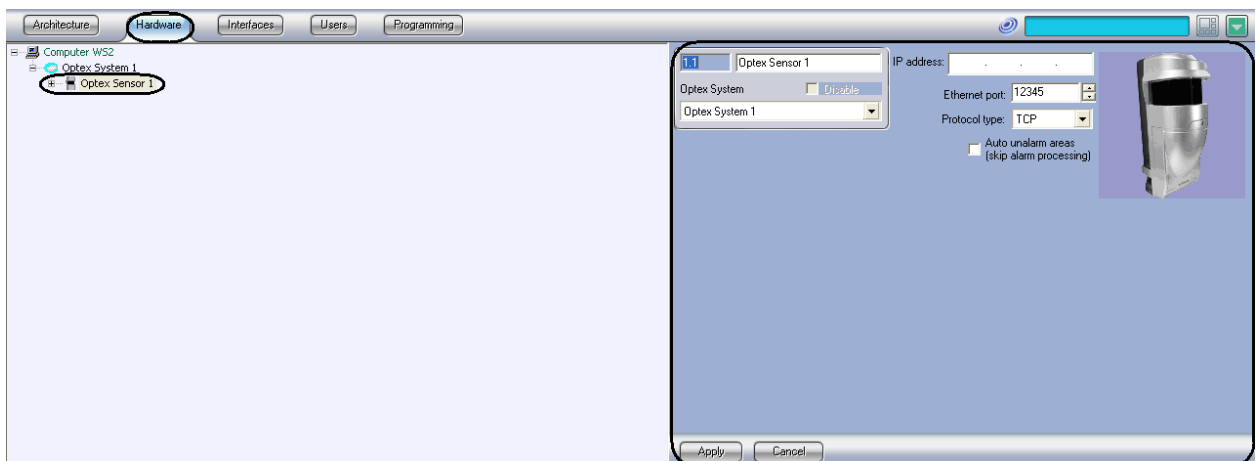 Architecture Hardware Interfaces Users Programming
Computer WS2
Optex System 1
Optex Sensor 1
1.1 Optex Sensor 1
Optex System Disable
Optex System 1
IP address: . . .
Ethernet port: 12345
Protocol type: TCP
Auto unalarm areas
(skip alarm processing)
Apply Cancel